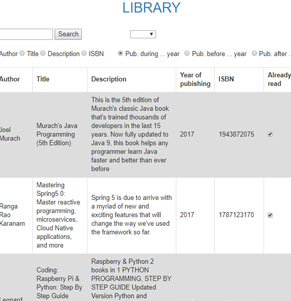 LIBRARY
Search
Author Title Description ISBN Pub. during ... year Pub. before ... year Pub. after
Author Title Description Year of pubishing ISBN Already read
Joel Murach
Murach's Java Programming (5th Edition)
This is the 5th edition of
Murach's classic Java book
that's trained thousands of
developers in the last 15
years. Now fully updated to
Java 9, this book helps any
programmer learn Java
faster and better than ever
before
2017
1943872075
Ranga Rao Karanam
Mastering
Spring5.0:
Master reactive
programming,
microservices,
Cloud Native
applications,
and more
Spring 5 is due to arrive with
a myriad of new and
exciting features that will
change the way we've used
the framework so far.
2017
1787123170
Leonard
Coding:
Raspberry Pi &
Python: Step By
Step Guide
Raspberry & Python 2
books in 1 PYTHON
PROGRAMMING, STEP BY
STEP GUIDE Updated
Version Python and